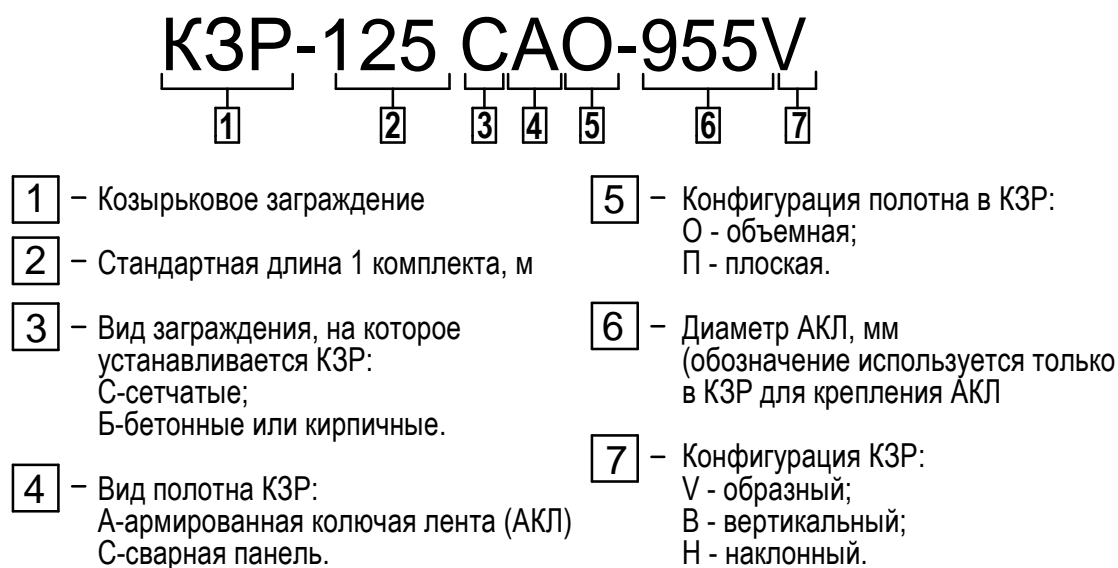 КЗР-125 САО-955V
1 2 3 4 5 6 7
1 – Козырьковое заграждение
2 – Стандартная длина 1 комплекта, м
3 – Вид заграждения, на которое
устанавливается КЗР:
С-сетчатые;
Б-бетонные или кирпичные.
4 – Вид полотна КЗР:
А-армированная колючая лента (АКЛ)
С-сварная панель.
5 – Конфигурация полотна в КЗР:
О - объемная;
П - плоская.
6 – Диаметр АКЛ, мм
(обозначение используется только
в КЗР для крепления АКЛ
7 – Конфигурация КЗР:
V - образный;
В - вертикальный;
Н - наклонный.